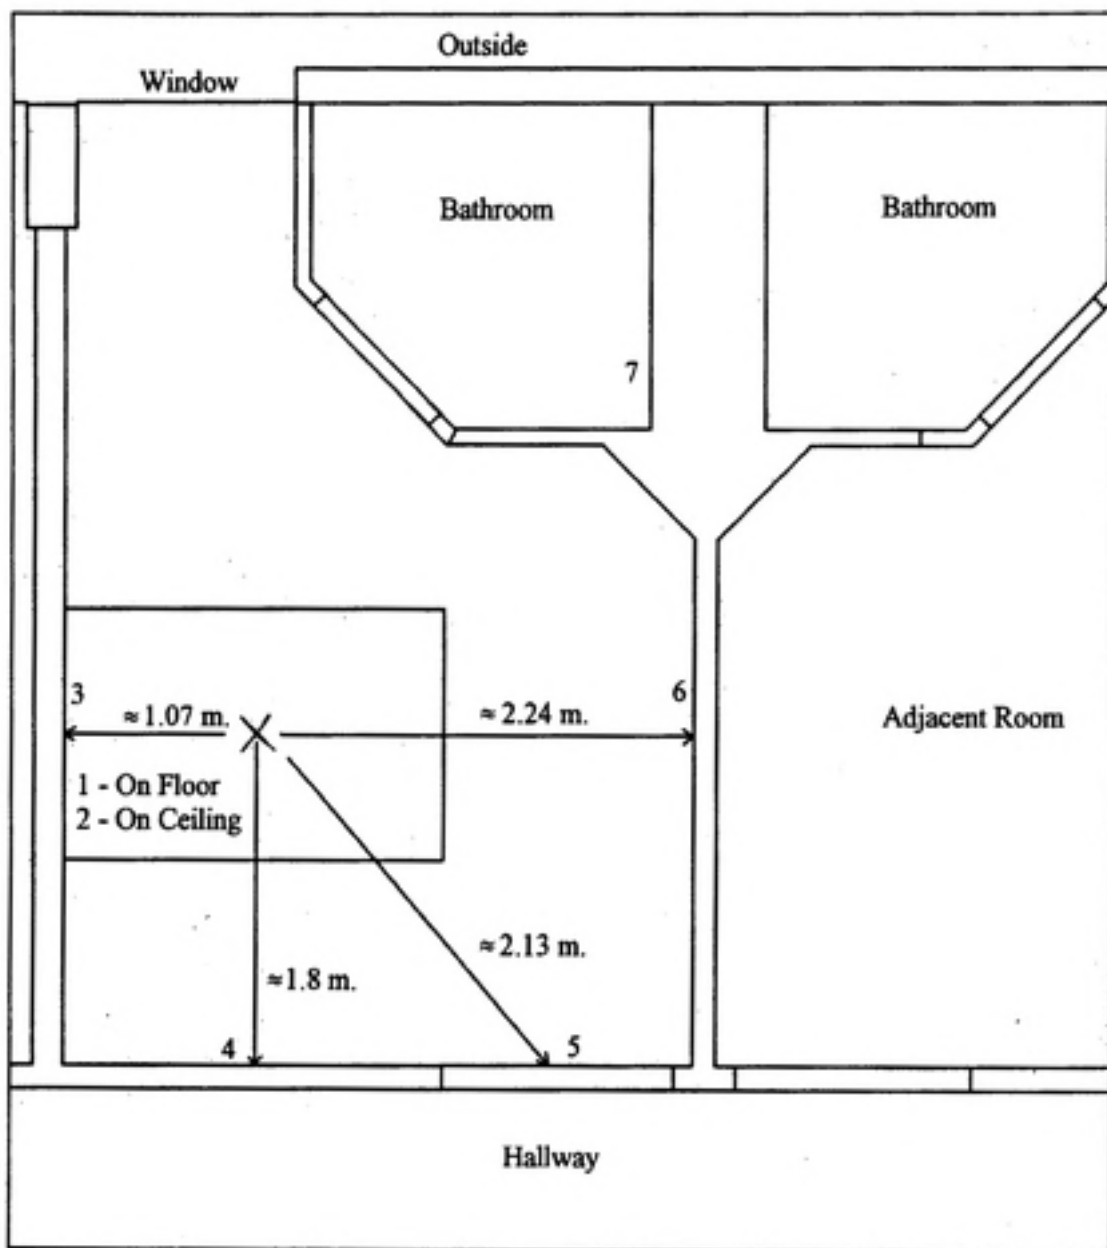 Outside
Window
Bathroom
Bathroom
7
3
6
≈1.07 m.
≈2.24 m.
Adjacent Room
1 - On Floor
2 - On Ceiling
≈2.13 m.
≈1.8 m.
4
5
Hallway